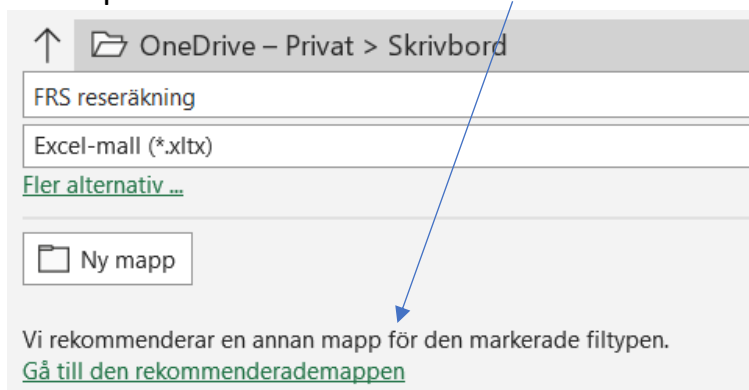 OneDrive – Privat > Skrivbord
FRS reseräkning
Excel-mall (*.xltx)
Fler alternativ ...
Ny mapp
Vi rekommenderar en annan mapp för den markerade filtypen.
Gå till den rekommenderademappen